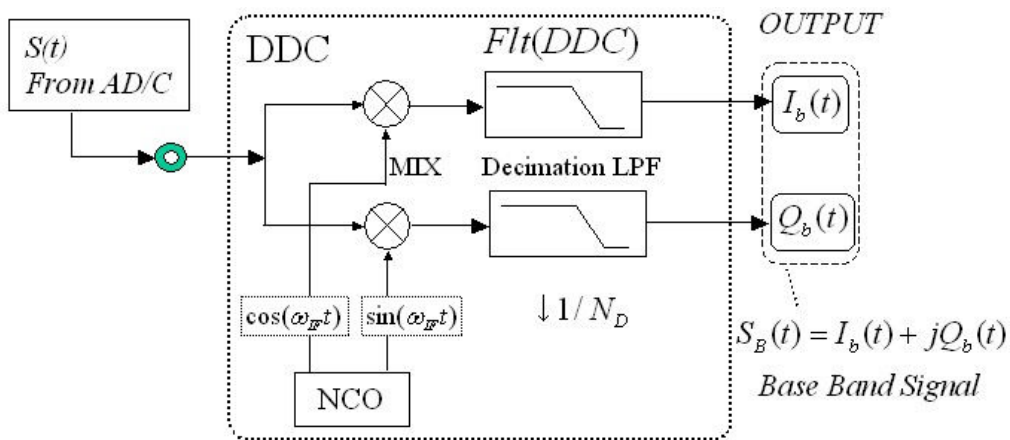 S(t)
From AD/C
DDC
Flt(DDC)
OUTPUT
I_b(t)
MIX
Decimation LPF
Q_b(t)
cos(ω_IF t)
sin(ω_IF t)
↓1/N_D
NCO
S_B(t) = I_b(t) + jQ_b(t)
Base Band Signal